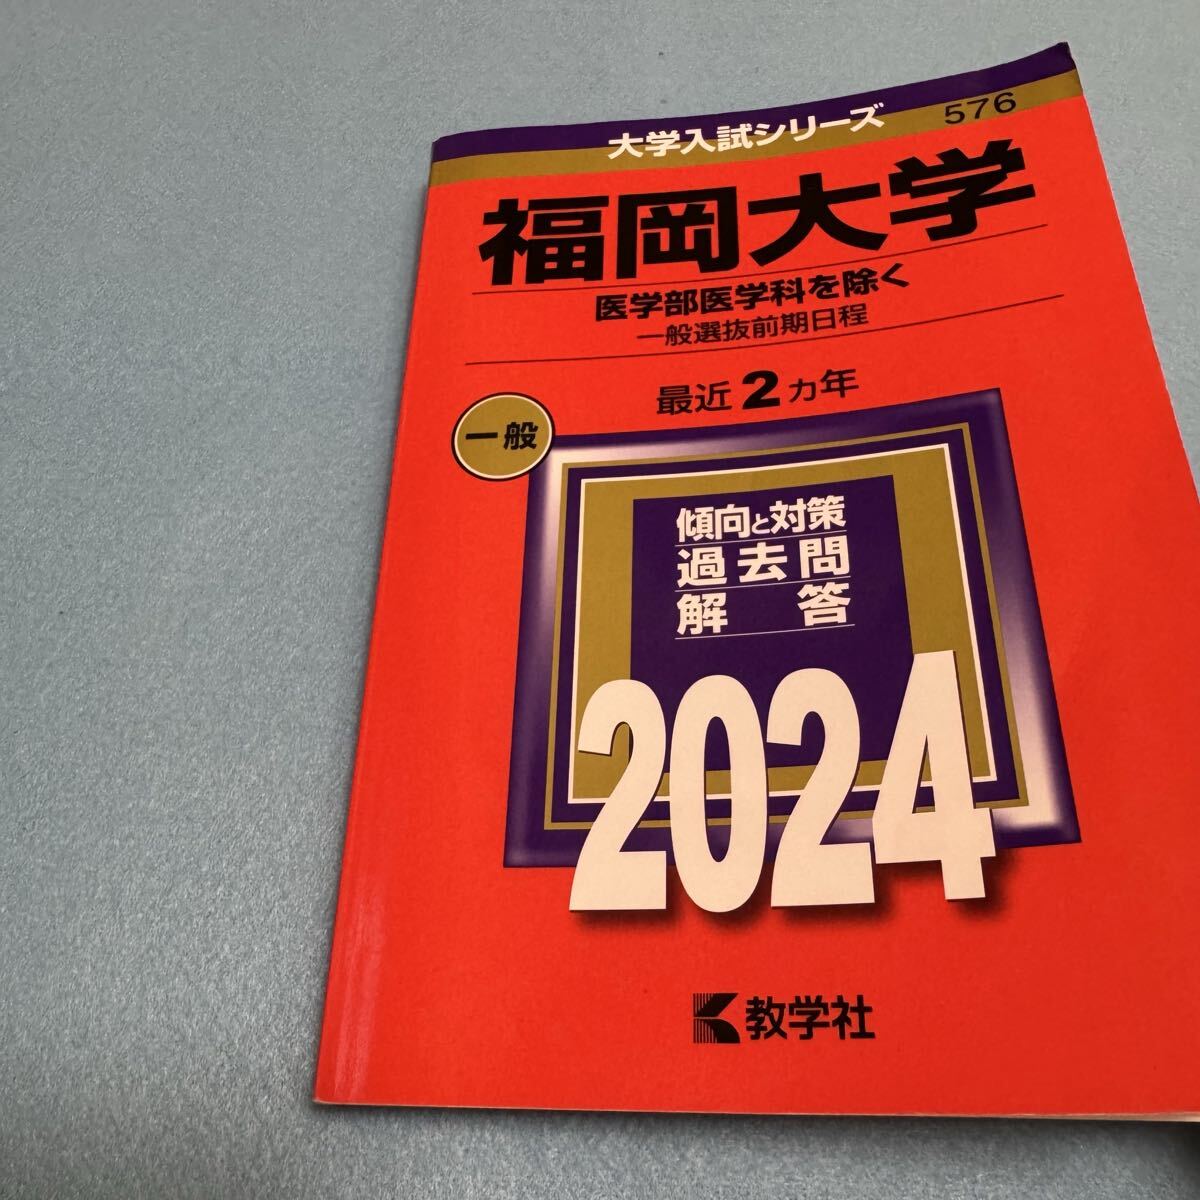 大学入試シリーズ
576
福岡大学
医学部医学科を除く
一般選抜前期日程
最近2カ年
一般
傾向と対策
過去問
解答
2024
教学社